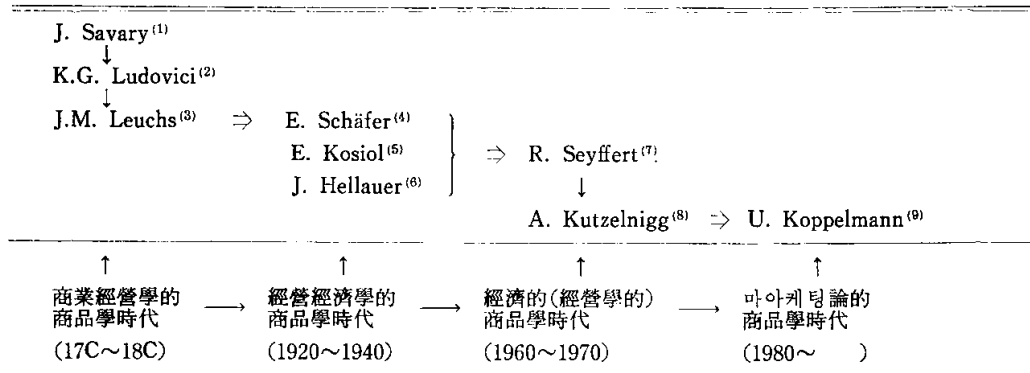 J. Savary(1)
↓
K.G. Ludovici(2)
↓
J.M. Leuchs(3) ⇒ E. Schäfer(4)
E. Kosiol(5) ⇒ R. Seyffert(7)
J. Hellauer(6) ↓
A. Kutzelnigg(8) ⇒ U. Koppelmann(9)
↑ ↑ ↑ ↑
商業經營學的 → 經營經濟學的 → 經濟的(經營學的) → 마아케팅論的
商品學時代 商品學時代 商品學時代 商品學時代
(17C～18C) (1920～1940) (1960～1970) (1980～ )